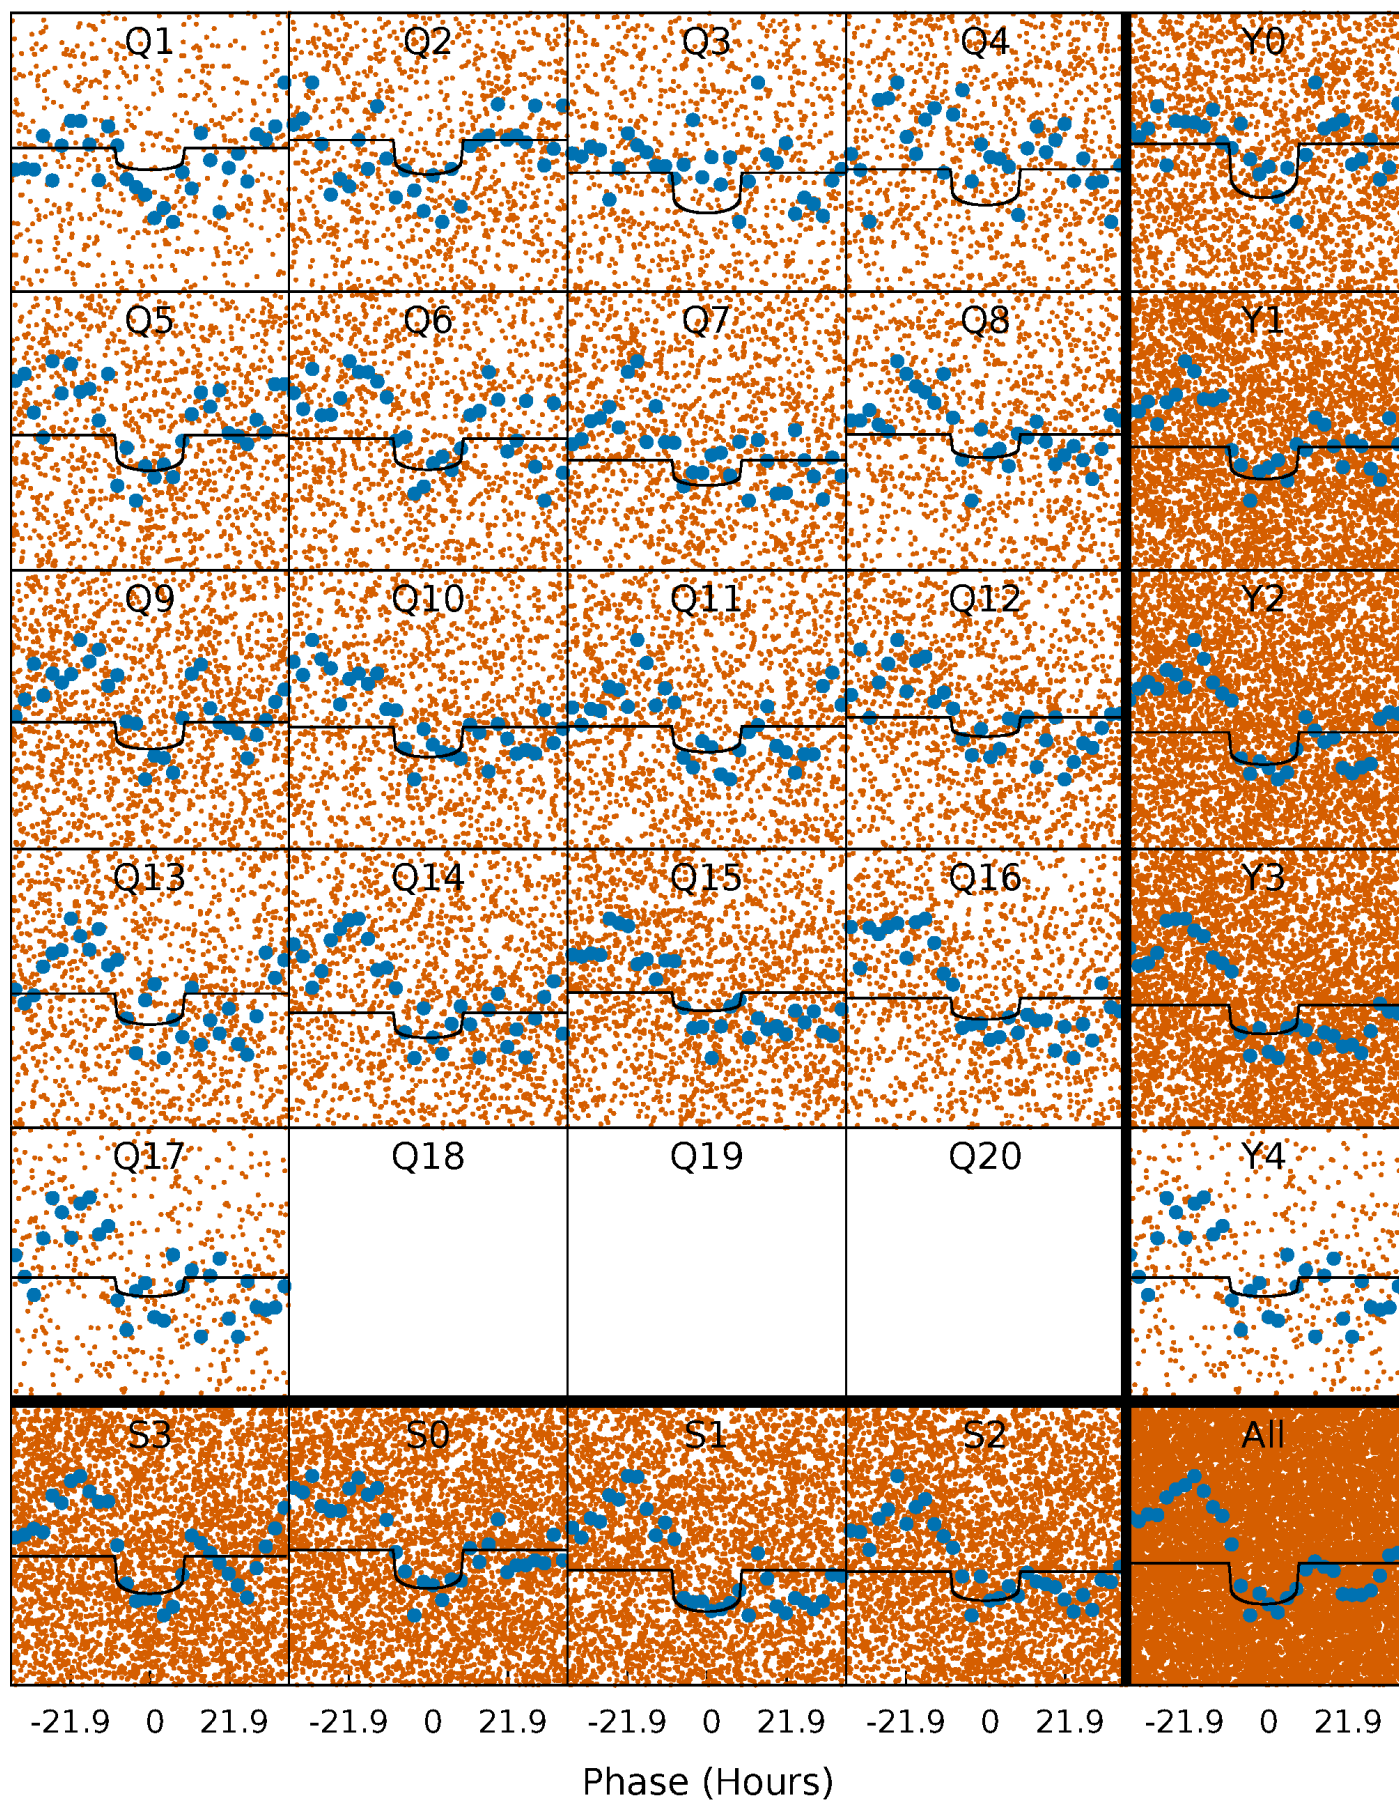 Q1 Q2 Q3 Q4 Y0
Q5 Q6 Q7 Q8 Y1
Q9 Q10 Q11 Q12 Y2
Q13 Q14 Q15 Q16 Y3
Q17 Q18 Q19 Q20 Y4
S3 S0 S1 S2 All
-21.9 0 21.9 -21.9 0 21.9 -21.9 0 21.9 -21.9 0 21.9 -21.9 0 21.9
Phase (Hours)